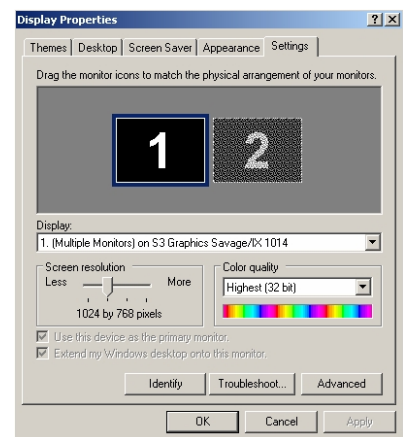 Display Properties
Themes Desktop Screen Saver Appearance Settings
Drag the monitor icons to match the physical arrangement of your monitors.
1 2
Display:
1. (Multiple Monitors) on S3 Graphics Savage/IX 1014
Screen resolution
Less More
1024 by 768 pixels
Color quality
Highest (32 bit)
Use this device as the primary monitor.
Extend my Windows desktop onto this monitor.
Identify Troubleshoot... Advanced
OK Cancel Apply